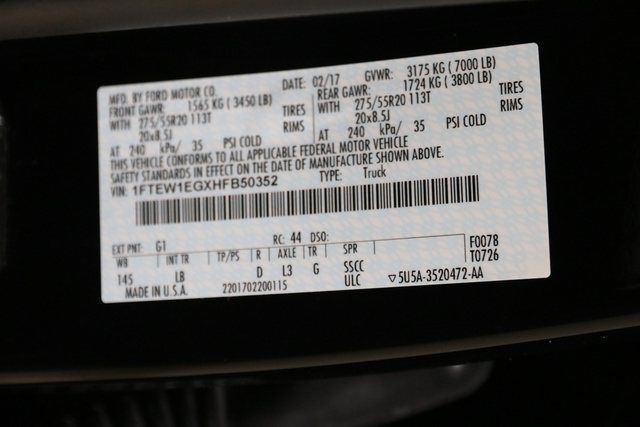 MFD. BY FORD MOTOR CO. DATE: 02/17 GVWR: 3175 KG ( 7000 LB)
FRONT GAWR: 1565 KG ( 3450 LB) REAR GAWR: 1724 KG ( 3800 LB)
WITH 275/55R20 113T TIRES WITH 275/55R20 113T TIRES
20x8.5J RIMS 20x8.5J RIMS
AT 240 kPa/ 35 PSI COLD AT 240 kPa/ 35 PSI COLD
THIS VEHICLE CONFORMS TO ALL APPLICABLE FEDERAL MOTOR VEHICLE
SAFETY STANDARDS IN EFFECT ON THE DATE OF MANUFACTURE SHOWN ABOVE.
VIN: 1FTEW1EGXHFB50352 TYPE: Truck
EXT PNT: G1 RC: 44 DSO: F0078
WB INT TR TP/PS R AXLE TR SPR T0726
145 LB D L3 G SSCC
MADE IN U.S.A. 2201702200115 ULC ▽5U5A-3520472-AA